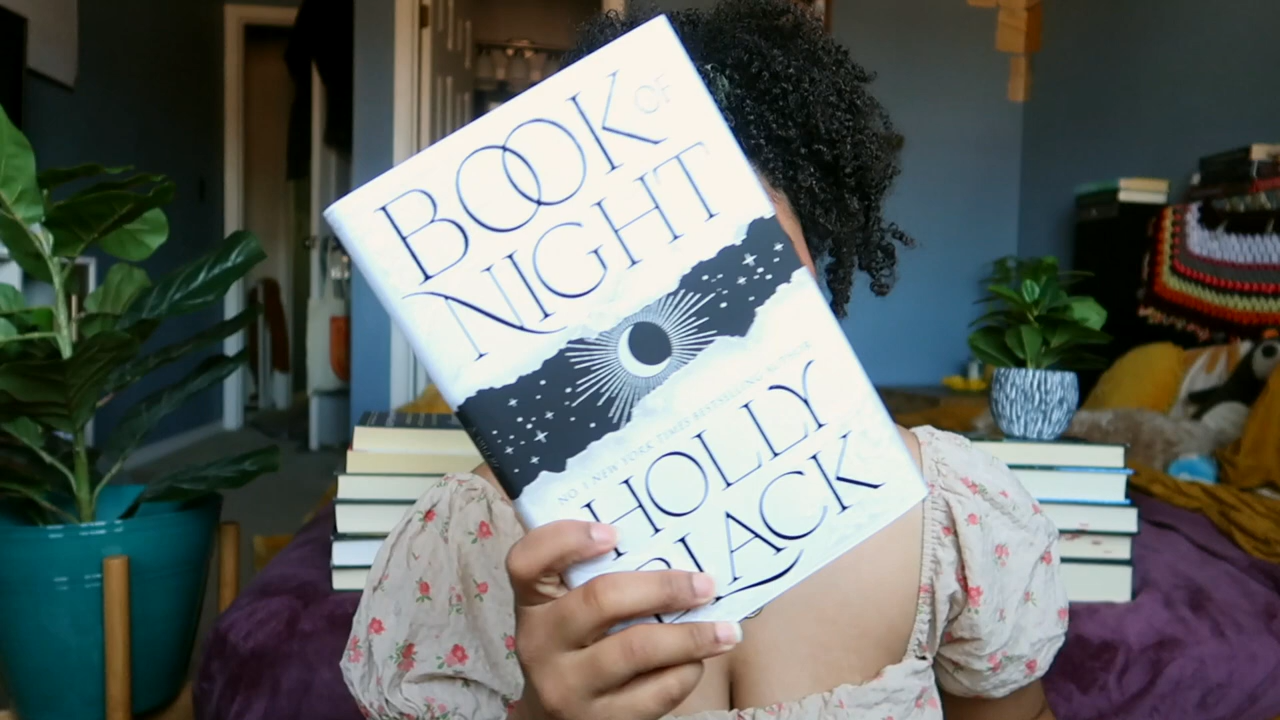 BOOK OF
NIGHT
NO 1 NEW YORK TIMES BESTSELLING AUTHOR
HOLLY
BLACK